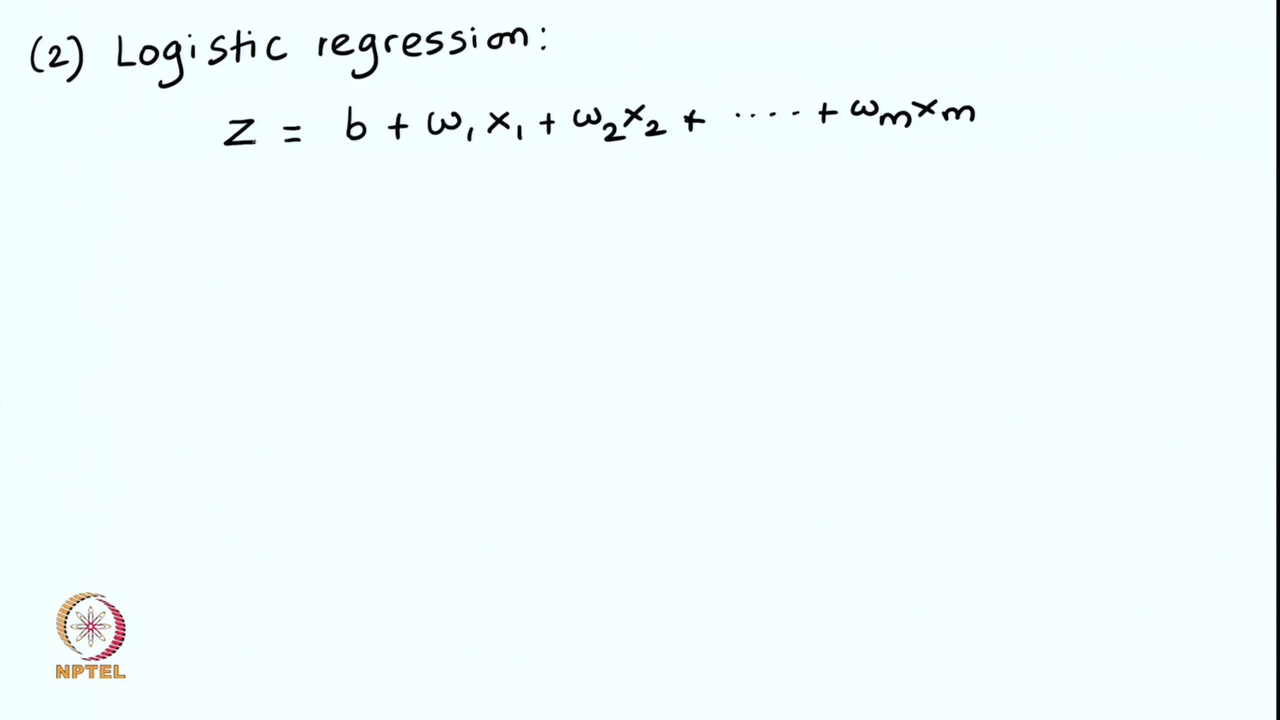 (2) Logistic regression:
z = b + ω₁x₁ + ω₂x₂ + ..... + ωₘxₘ
NPTEL